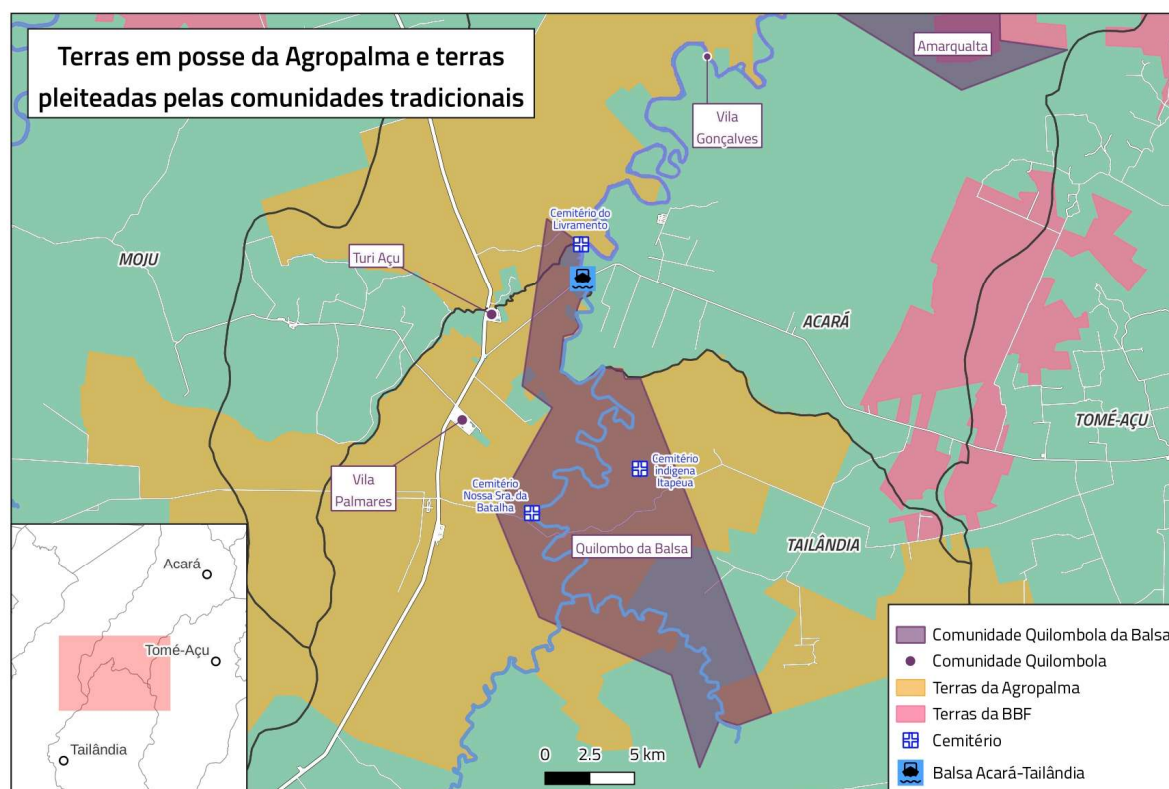 Terras em posse da Agropalma e terras
pleiteadas pelas comunidades tradicionais
Amarqualta
Vila
Gonçalves
Cemitério do
Livramento
MOJU
Turi Açu
ACARÁ
TOMÉ-AÇU
Vila
Palmares
Cemitério
Nossa Sra. da
Batalha
Cemitério
indígena
Itapeua
Quilombo da Balsa
TAILÂNDIA
Acará
Tomé-Açu
Tailândia
0 2.5 5 km
Comunidade Quilombola da Balsa
Comunidade Quilombola
Terras da Agropalma
Terras da BBF
Cemitério
Balsa Acará-Tailândia